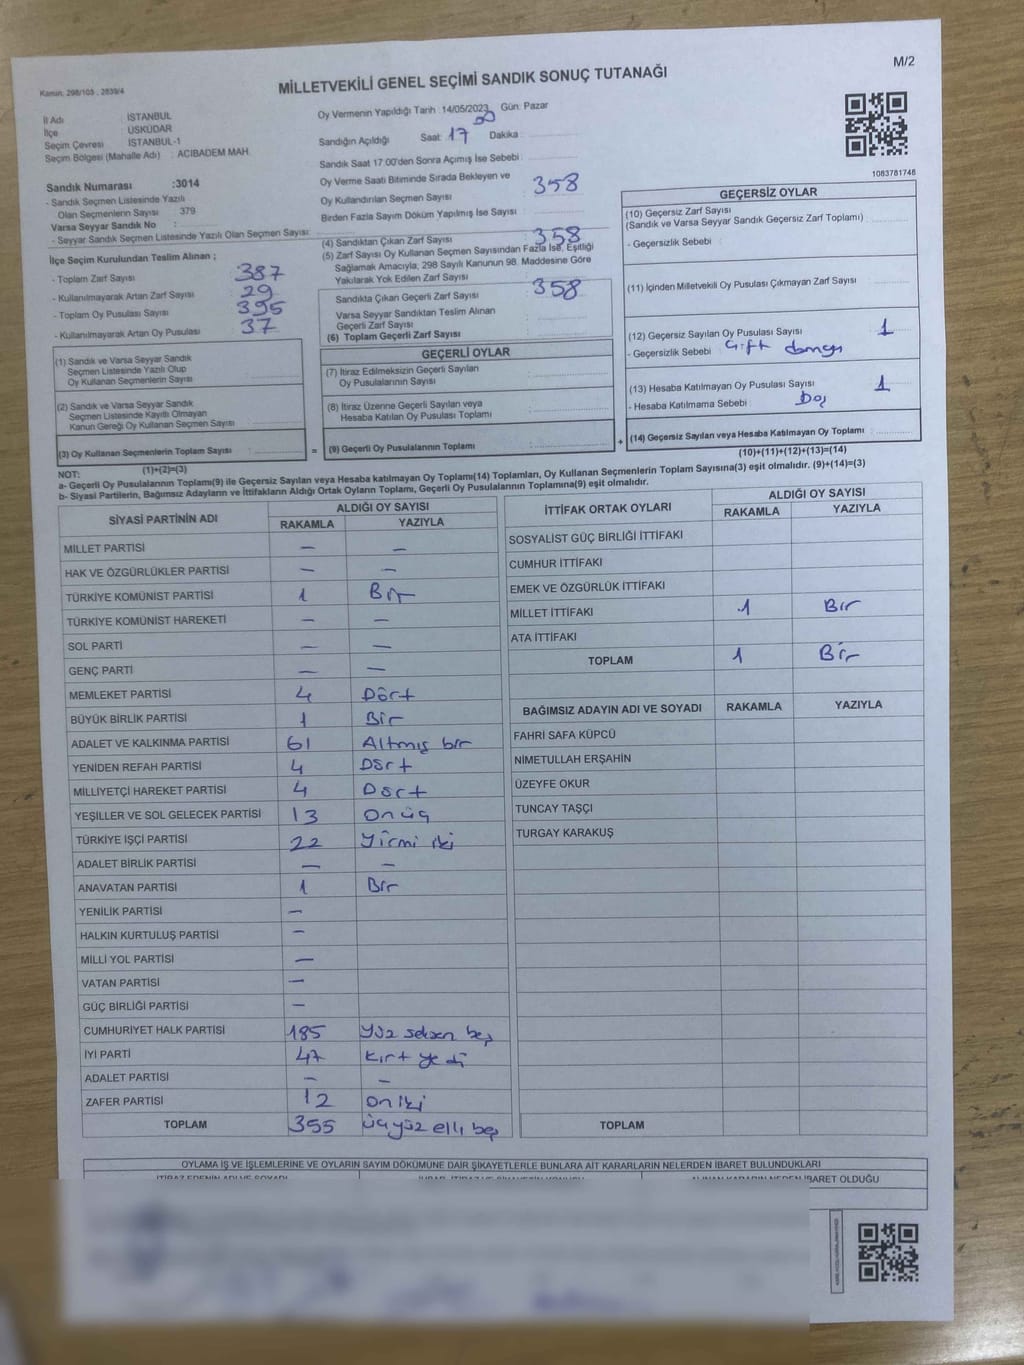 M/2
Kanun: 298/103 , 2839/4
MİLLETVEKİLİ GENEL SEÇİMİ SANDIK SONUÇ TUTANAĞI
İl Adı : İSTANBUL
İlçe : ÜSKÜDAR
Seçim Çevresi : İSTANBUL-1
Seçim Bölgesi (Mahalle Adı) : ACIBADEM MAH.
Sandık Numarası :3014
- Sandık Seçmen Listesinde Yazılı
Olan Seçmenlerin Sayısı : 379
Varsa Seyyar Sandık No :
- Seyyar Sandık Seçmen Listesinde Yazılı Olan Seçmen Sayısı:
İlçe Seçim Kurulundan Teslim Alınan ;
- Toplam Zarf Sayısı 387
- Kullanılmayarak Artan Zarf Sayısı 29
- Toplam Oy Pusulası Sayısı 395
- Kullanılmayarak Artan Oy Pusulası 37
Oy Vermenin Yapıldığı Tarih :14/05/2023 Gün: Pazar
Sandığın Açıldığı Saat: 17 Dakika : 00
Sandık Saat 17:00'den Sonra Açımış İse Sebebi :
Oy Verme Saati Bitiminde Sırada Bekleyen ve
Oy Kullandırılan Seçmen Sayısı 358
Birden Fazla Sayım Döküm Yapılmış İse Sayısı :
(4) Sandıktan Çıkan Zarf Sayısı 358
(5) Zarf Sayısı Oy Kullanan Seçmen Sayısından Fazla İse, Eşitliği
Sağlamak Amacıyla, 298 Sayılı Kanunun 98. Maddesine Göre
Yakılarak Yok Edilen Zarf Sayısı :
Sandıkta Çıkan Geçerli Zarf Sayısı 358
Varsa Seyyar Sandıktan Teslim Alınan
Geçerli Zarf Sayısı :
(6) Toplam Geçerli Zarf Sayısı
1083781748
GEÇERSİZ OYLAR
(10) Geçersiz Zarf Sayısı
(Sandık ve Varsa Seyyar Sandık Geçersiz Zarf Toplamı) :
- Geçersizlik Sebebi :
(11) İçinden Milletvekili Oy Pusulası Çıkmayan Zarf Sayısı :
(12) Geçersiz Sayılan Oy Pusulası Sayısı : 1
- Geçersizlik Sebebi : Çift damga
(13) Hesaba Katılmayan Oy Pusulası Sayısı : 1
- Hesaba Katılmama Sebebi : Boş
(14) Geçersiz Sayılan veya Hesaba Katılmayan Oy Toplamı :
(10)+(11)+(12)+(13)=(14)
(1) Sandık ve Varsa Seyyar Sandık
Seçmen Listesinde Yazılı Olup
Oy Kullanan Seçmenlerin Sayısı :
(2) Sandık ve Varsa Seyyar Sandık
Seçmen Listesinde Kayıtlı Olmayan
Kanun Gereği Oy Kullanan Seçmen Sayısı :
(3) Oy Kullanan Seçmenlerin Toplam Sayısı : =
(1)+(2)=(3)
GEÇERLİ OYLAR
(7) İtiraz Edilmeksizin Geçerli Sayılan
Oy Pusulalarının Sayısı :
(8) İtiraz Üzerine Geçerli Sayılan veya
Hesaba Katılan Oy Pusulası Toplamı :
(9) Geçerli Oy Pusulalarının Toplamı : +
NOT:
a- Geçerli Oy Pusulalarının Toplamı(9) ile Geçersiz Sayılan veya Hesaba katılmayan Oy Toplamı(14) Toplamları, Oy Kullanan Seçmenlerin Toplam Sayısına(3) eşit olmalıdır. (9)+(14)=(3)
b- Siyasi Partilerin, Bağımsız Adayların ve İttifakların Aldığı Ortak Oyların Toplamı, Geçerli Oy Pusulalarının Toplamına(9) eşit olmalıdır.
SİYASİ PARTİNİN ADI ALDIĞI OY SAYISI
RAKAMLA YAZIYLA
MİLLET PARTİSİ — —
HAK VE ÖZGÜRLÜKLER PARTİSİ — —
TÜRKİYE KOMÜNİST PARTİSİ 1 Bir
TÜRKİYE KOMÜNİST HAREKETİ — —
SOL PARTİ — —
GENÇ PARTİ — —
MEMLEKET PARTİSİ 4 Dört
BÜYÜK BİRLİK PARTİSİ 1 Bir
ADALET VE KALKINMA PARTİSİ 61 Altmış bir
YENİDEN REFAH PARTİSİ 4 Dört
MİLLİYETÇİ HAREKET PARTİSİ 4 Dört
YEŞİLLER VE SOL GELECEK PARTİSİ 13 Onüç
TÜRKİYE İŞÇİ PARTİSİ 22 Yirmi iki
ADALET BİRLİK PARTİSİ — —
ANAVATAN PARTİSİ 1 Bir
YENİLİK PARTİSİ —
HALKIN KURTULUŞ PARTİSİ —
MİLLİ YOL PARTİSİ —
VATAN PARTİSİ —
GÜÇ BİRLİĞİ PARTİSİ —
CUMHURİYET HALK PARTİSİ 185 Yüz seksen beş
İYİ PARTİ 47 Kırk yedi
ADALET PARTİSİ — —
ZAFER PARTİSİ 12 Oniki
TOPLAM 355 Üçyüz elli beş
İTTİFAK ORTAK OYLARI ALDIĞI OY SAYISI
RAKAMLA YAZIYLA
SOSYALİST GÜÇ BİRLİĞİ İTTİFAKI
CUMHUR İTTİFAKI
EMEK VE ÖZGÜRLÜK İTTİFAKI
MİLLET İTTİFAKI 1 Bir
ATA İTTİFAKI
TOPLAM 1 Bir
BAĞIMSIZ ADAYIN ADI VE SOYADI RAKAMLA YAZIYLA
FAHRİ SAFA KÜPCÜ
NİMETULLAH ERŞAHİN
ÜZEYFE OKUR
TUNCAY TAŞÇI
TURGAY KARAKUŞ
TOPLAM
OYLAMA İŞ VE İŞLEMLERİNE VE OYLARIN SAYIM DÖKÜMÜNE DAİR ŞİKAYETLERLE BUNLARA AİT KARARLARIN NELERDEN İBARET BULUNDUKLARI
İTİRAZ EDENİN ADI VE SOYADI
İBARET OLDUĞU